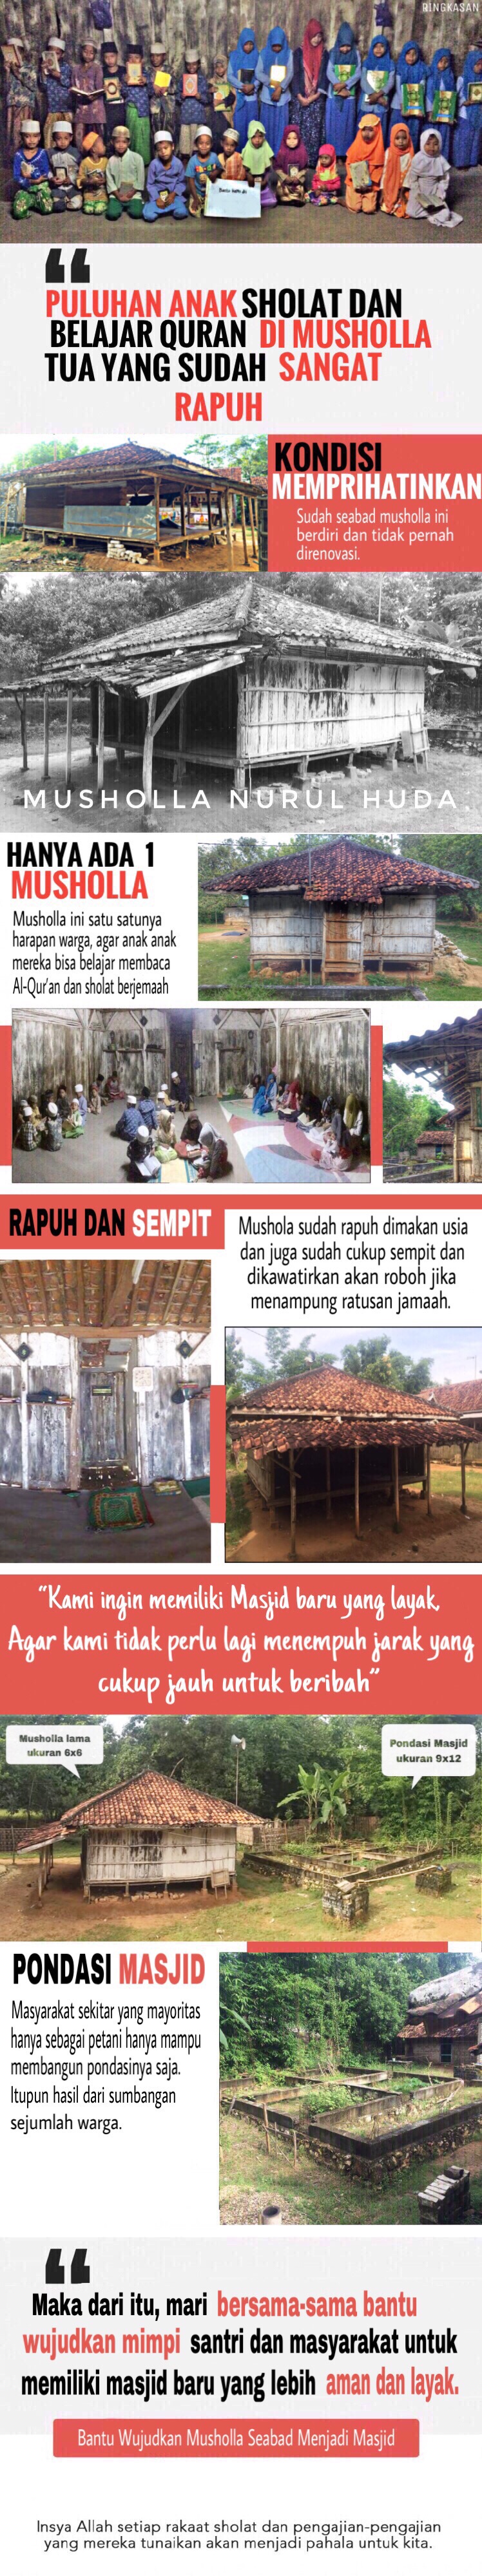 RINGKASAN
PULUHAN ANAK SHOLAT DAN
BELAJAR QURAN DI MUSHOLLA
TUA YANG SUDAH SANGAT
RAPUH
KONDISI
MEMPRIHATINKAN
Sudah seabad musholla ini
berdiri dan tidak pernah
direnovasi.
MUSHOLLA NURUL HUDA
HANYA ADA 1
MUSHOLLA
Musholla ini satu satunya
harapan warga, agar anak anak
mereka bisa belajar membaca
Al-Qur'an dan sholat berjemaah
RAPUH DAN SEMPIT
Mushola sudah rapuh dimakan usia
dan juga sudah cukup sempit dan
dikawatirkan akan roboh jika
menampung ratusan jamaah.
"Kami ingin memiliki Masjid baru yang layak,
Agar kami tidak perlu lagi menempuh jarak yang
cukup jauh untuk beribah"
Musholla lama
ukuran 6x6
Pondasi Masjid
ukuran 9x12
PONDASI MASJID
Masyarakat sekitar yang mayoritas
hanya sebagai petani hanya mampu
membangun pondasinya saja.
Itupun hasil dari sumbangan
sejumlah warga.
Maka dari itu, mari bersama-sama bantu
wujudkan mimpi santri dan masyarakat untuk
memiliki masjid baru yang lebih aman dan layak.
Bantu Wujudkan Musholla Seabad Menjadi Masjid
Insya Allah setiap rakaat sholat dan pengajian-pengajian
yang mereka tunaikan akan menjadi pahala untuk kita.